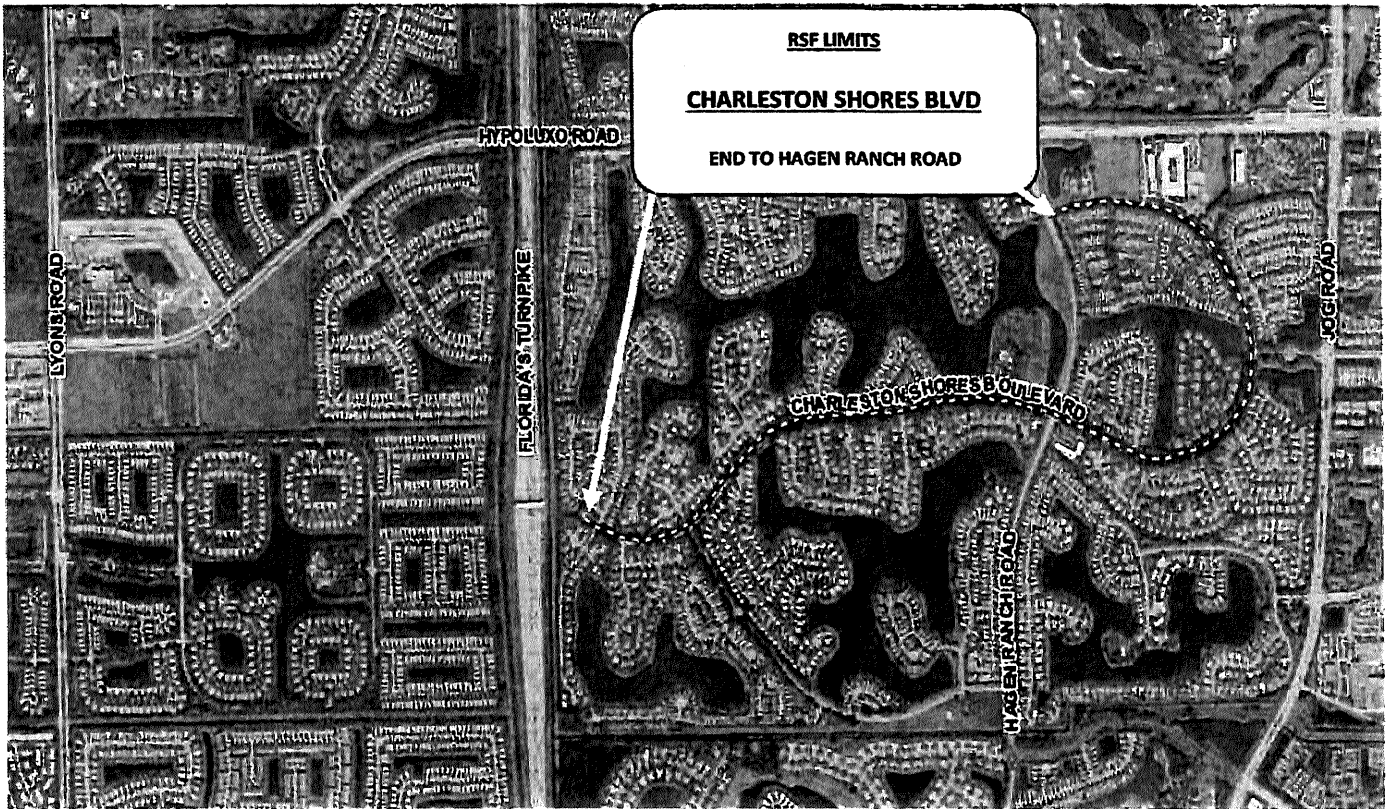 RSF LIMITS
CHARLESTON SHORES BLVD
END TO HAGEN RANCH ROAD
HYPOLUXO ROAD
LYONS ROAD
FLORIDA'S TURNPIKE
JOG ROAD
CHARLESTON SHORES BOULEVARD
HAGEN RANCH ROAD